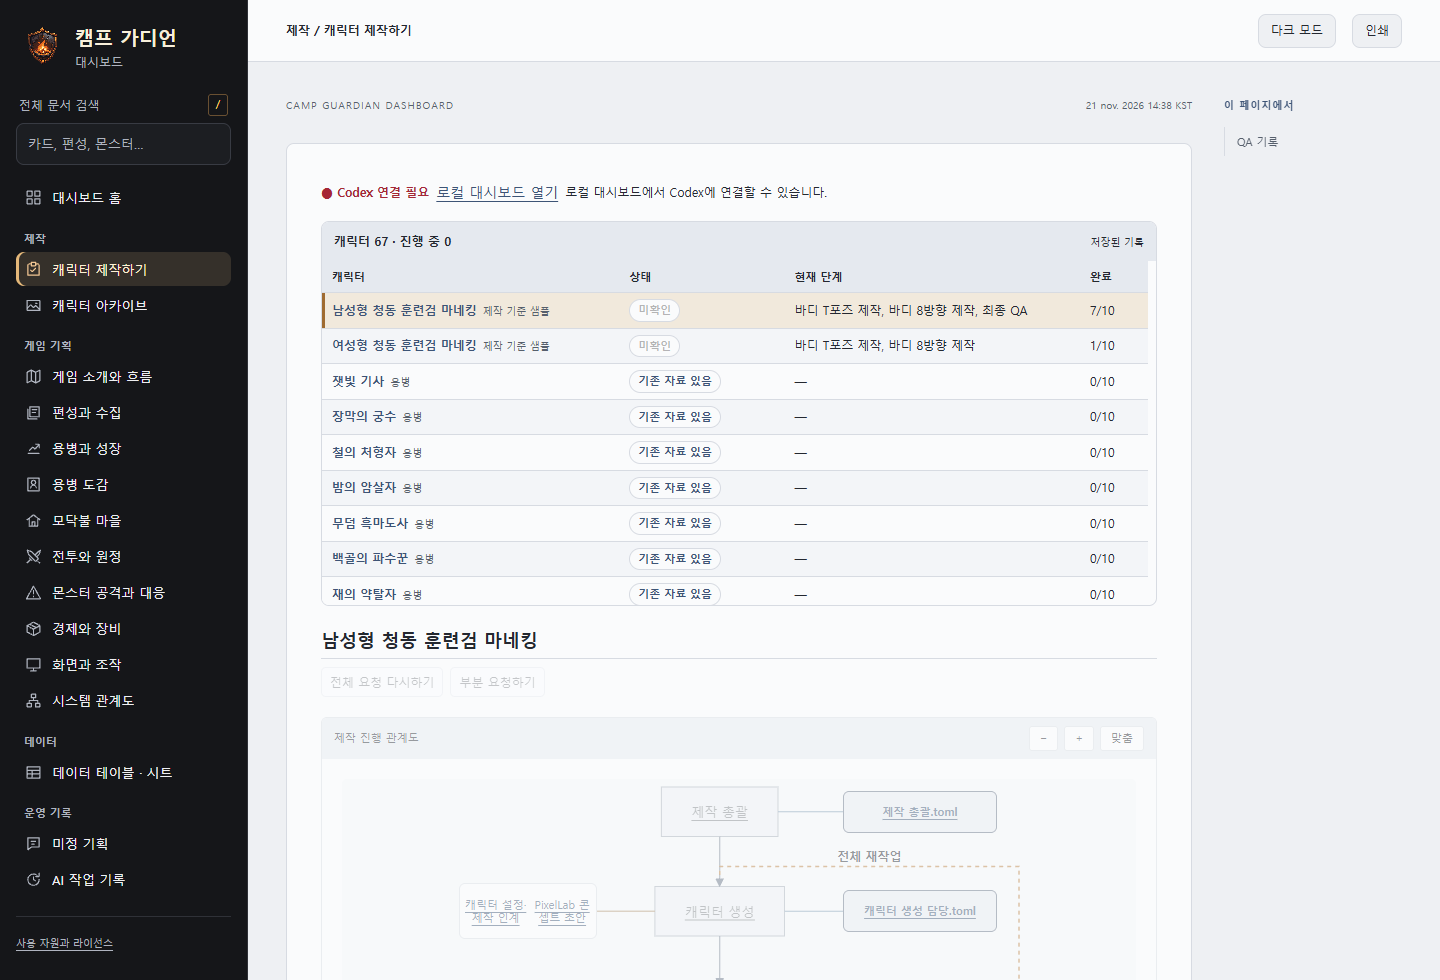 캠프 가디언
대시보드
전체 문서 검색
/
카드, 편성, 몬스터...
대시보드 홈
제작
캐릭터 제작하기
캐릭터 아카이브
게임 기획
게임 소개와 흐름
편성과 수집
용병과 성장
용병 도감
모닥불 마을
전투와 원정
몬스터 공격과 대응
경제와 장비
화면과 조작
시스템 관계도
데이터
데이터 테이블 · 시트
운영 기록
미정 기획
AI 작업 기록
사용 자원과 라이선스
제작 / 캐릭터 제작하기
다크 모드
인쇄
CAMP GUARDIAN DASHBOARD
21 nov. 2026 14:38 KST
이 페이지에서
QA 기록
Codex 연결 필요 로컬 대시보드 열기 로컬 대시보드에서 Codex에 연결할 수 있습니다.
캐릭터 67 · 진행 중 0
저장된 기록
캐릭터 상태 현재 단계 완료
남성형 청동 훈련검 마네킹 제작 기준 샘플 미확인 바디 T포즈 제작, 바디 8방향 제작, 최종 QA 7/10
여성형 청동 훈련검 마네킹 제작 기준 샘플 미확인 바디 T포즈 제작, 바디 8방향 제작 1/10
잿빛 기사 용병 기존 자료 있음 — 0/10
장막의 궁수 용병 기존 자료 있음 — 0/10
철의 처형자 용병 기존 자료 있음 — 0/10
밤의 암살자 용병 기존 자료 있음 — 0/10
무덤 흑마도사 용병 기존 자료 있음 — 0/10
백골의 파수꾼 용병 기존 자료 있음 — 0/10
재의 약탈자 용병 기존 자료 있음 — 0/10
남성형 청동 훈련검 마네킹
전체 요청 다시하기
부분 요청하기
제작 진행 관계도
−
+
맞춤
제작 총괄
제작 총괄.toml
전체 재작업
캐릭터 설정·
제작 인계
PixelLab 콘
셉트 초안
캐릭터 생성
캐릭터 생성 담당.toml